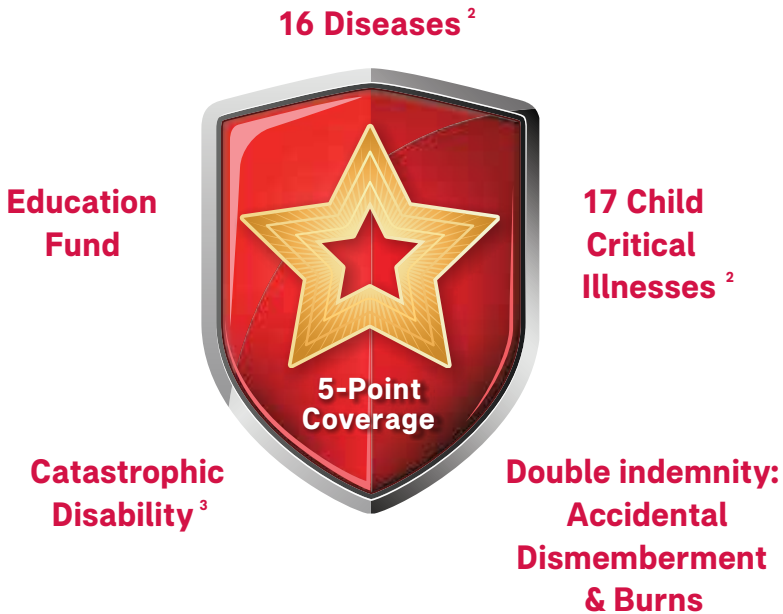 16 Diseases ²
Education
Fund
17 Child
Critical
Illnesses ²
5-Point
Coverage
Catastrophic
Disability ³
Double indemnity:
Accidental
Dismemberment
& Burns